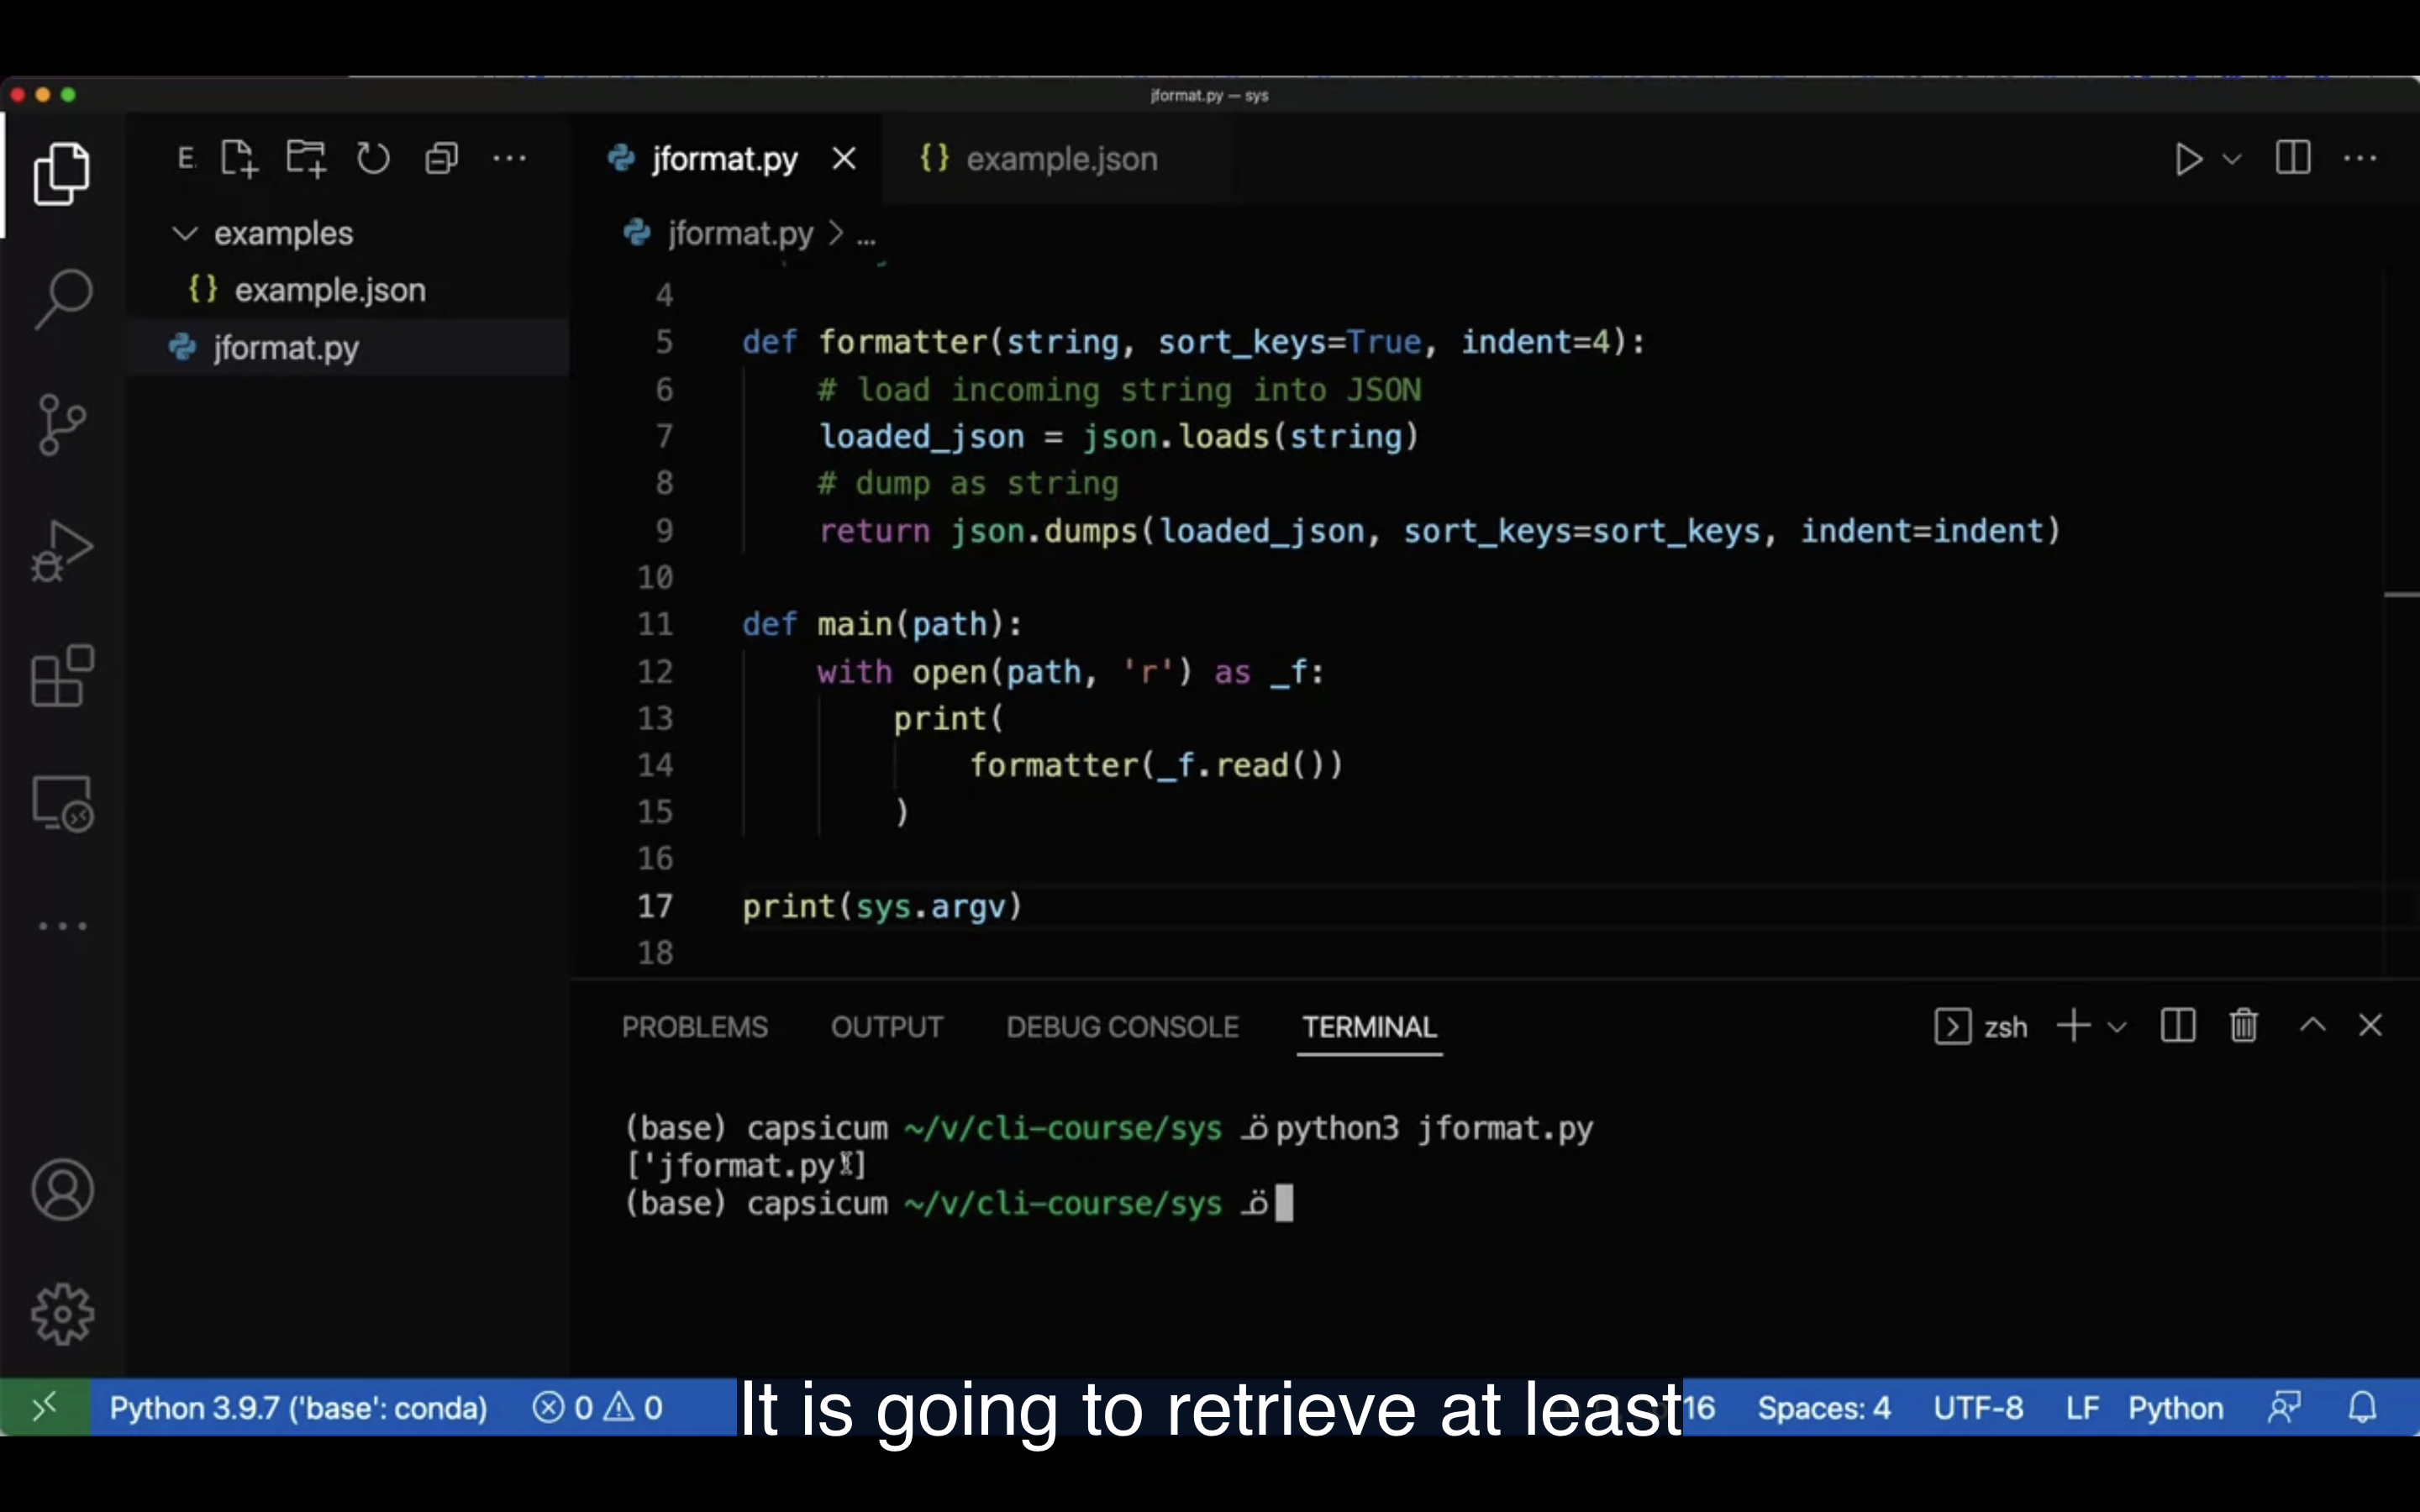 jformat.py — sys
E
jformat.py
{} example.json
examples
{} example.json
jformat.py
jformat.py > ...
4
5 def formatter(string, sort_keys=True, indent=4):
6 # load incoming string into JSON
7 loaded_json = json.loads(string)
8 # dump as string
9 return json.dumps(loaded_json, sort_keys=sort_keys, indent=indent)
10
11 def main(path):
12 with open(path, 'r') as _f:
13 print(
14 formatter(_f.read())
15 )
16
17 print(sys.argv)
18
PROBLEMS OUTPUT DEBUG CONSOLE TERMINAL
zsh
(base) capsicum ~/v/cli-course/sys python3 jformat.py
['jformat.py']
(base) capsicum ~/v/cli-course/sys
Python 3.9.7 ('base': conda) 0 0
16 Spaces: 4 UTF-8 LF Python
It is going to retrieve at least